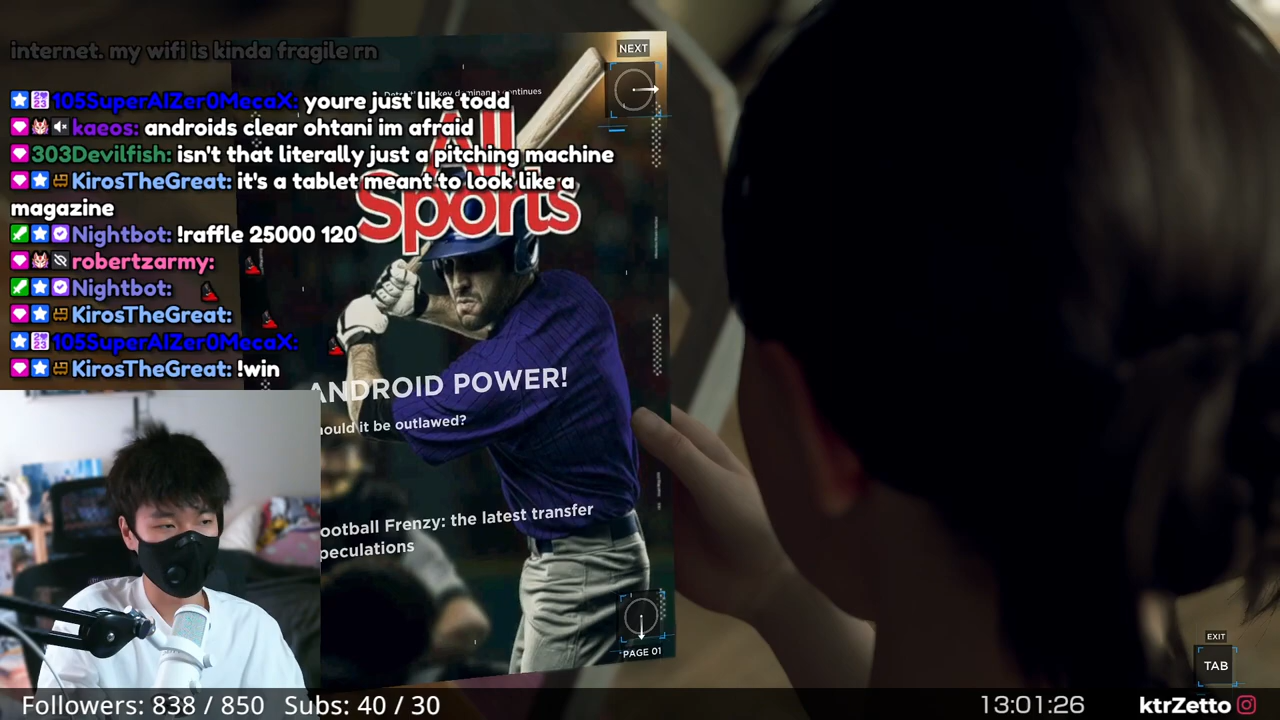 internet. my wifi is kinda fragile rn
105SuperAIZer0MecaX: youre just like todd
kaeos: androids clear ohtani im afraid
303Devilfish: isn't that literally just a pitching machine
KirosTheGreat: it's a tablet meant to look like a
magazine
Nightbot: !raffle 25000 120
robertzarmy:
Nightbot:
KirosTheGreat:
105SuperAIZer0MecaX:
KirosTheGreat: !win
NEXT
continues
All
Sports
ANDROID POWER!
hould it be outlawed?
ootball Frenzy: the latest transfer
peculations
PAGE 01
EXIT
TAB
Followers: 838 / 850 Subs: 40 / 30
13:01:26
ktrZetto